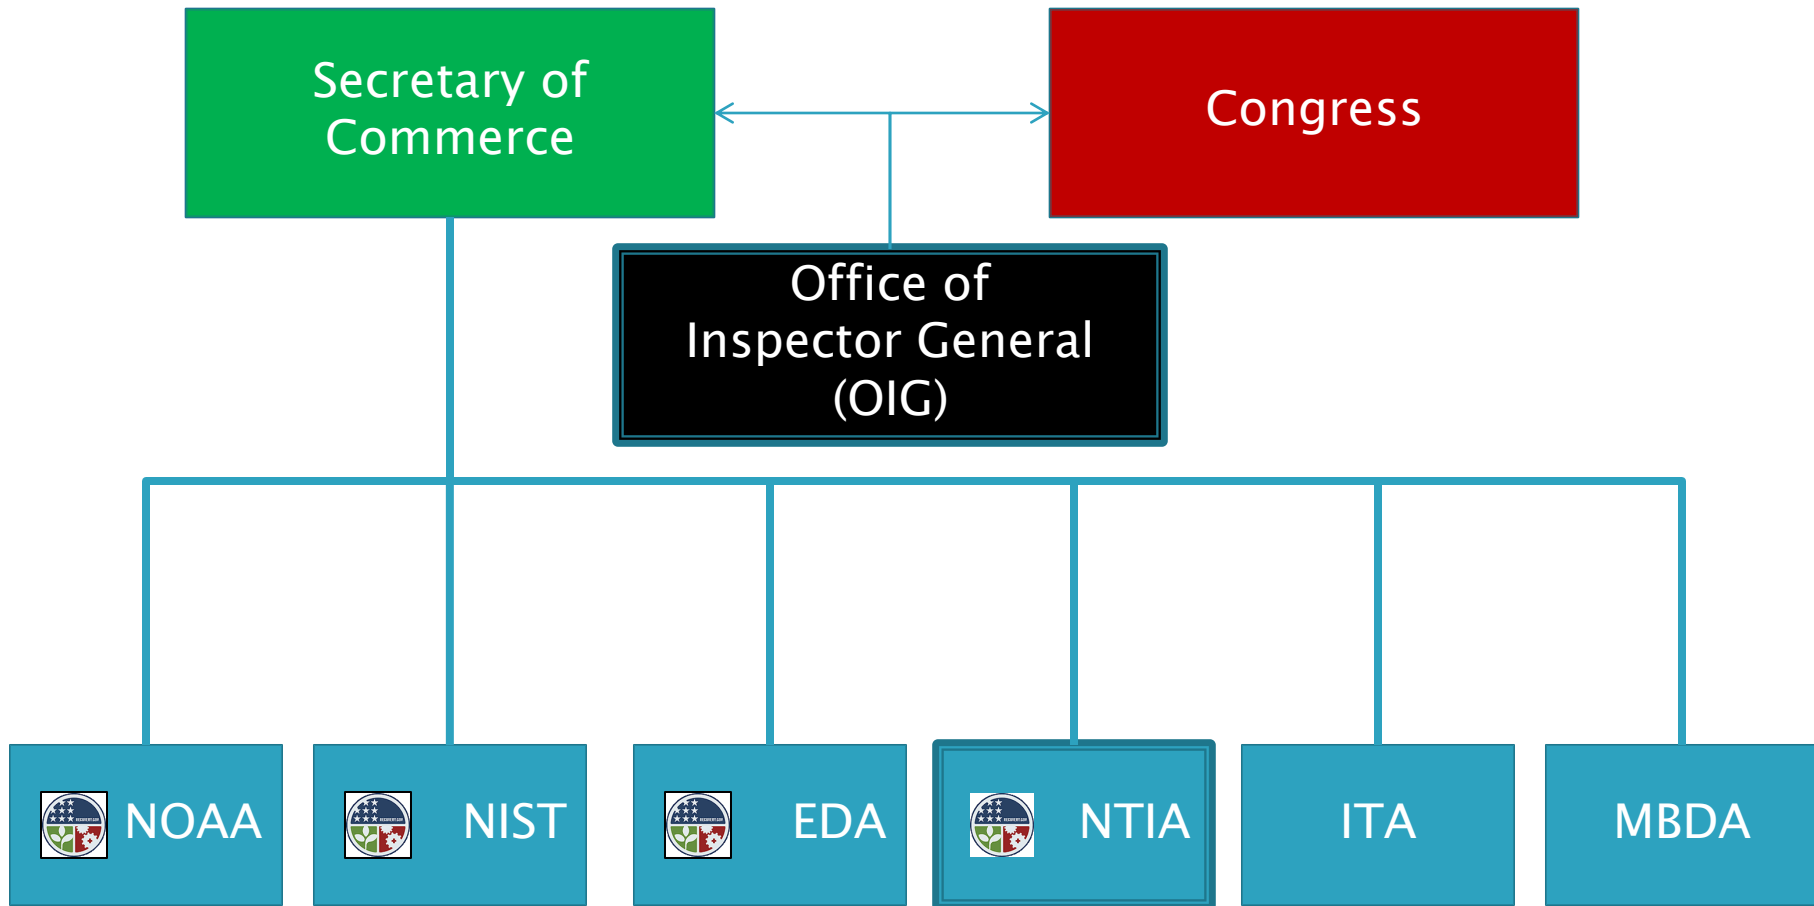 Secretary of
Commerce
Congress
Office of
Inspector General
(OIG)
NOAA
NIST
EDA
NTIA
ITA
MBDA